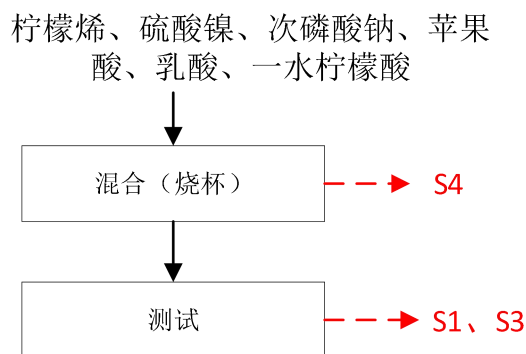 柠檬烯、硫酸镍、次磷酸钠、苹果
酸、乳酸、一水柠檬酸
混合（烧杯）
S4
测试
S1、S3